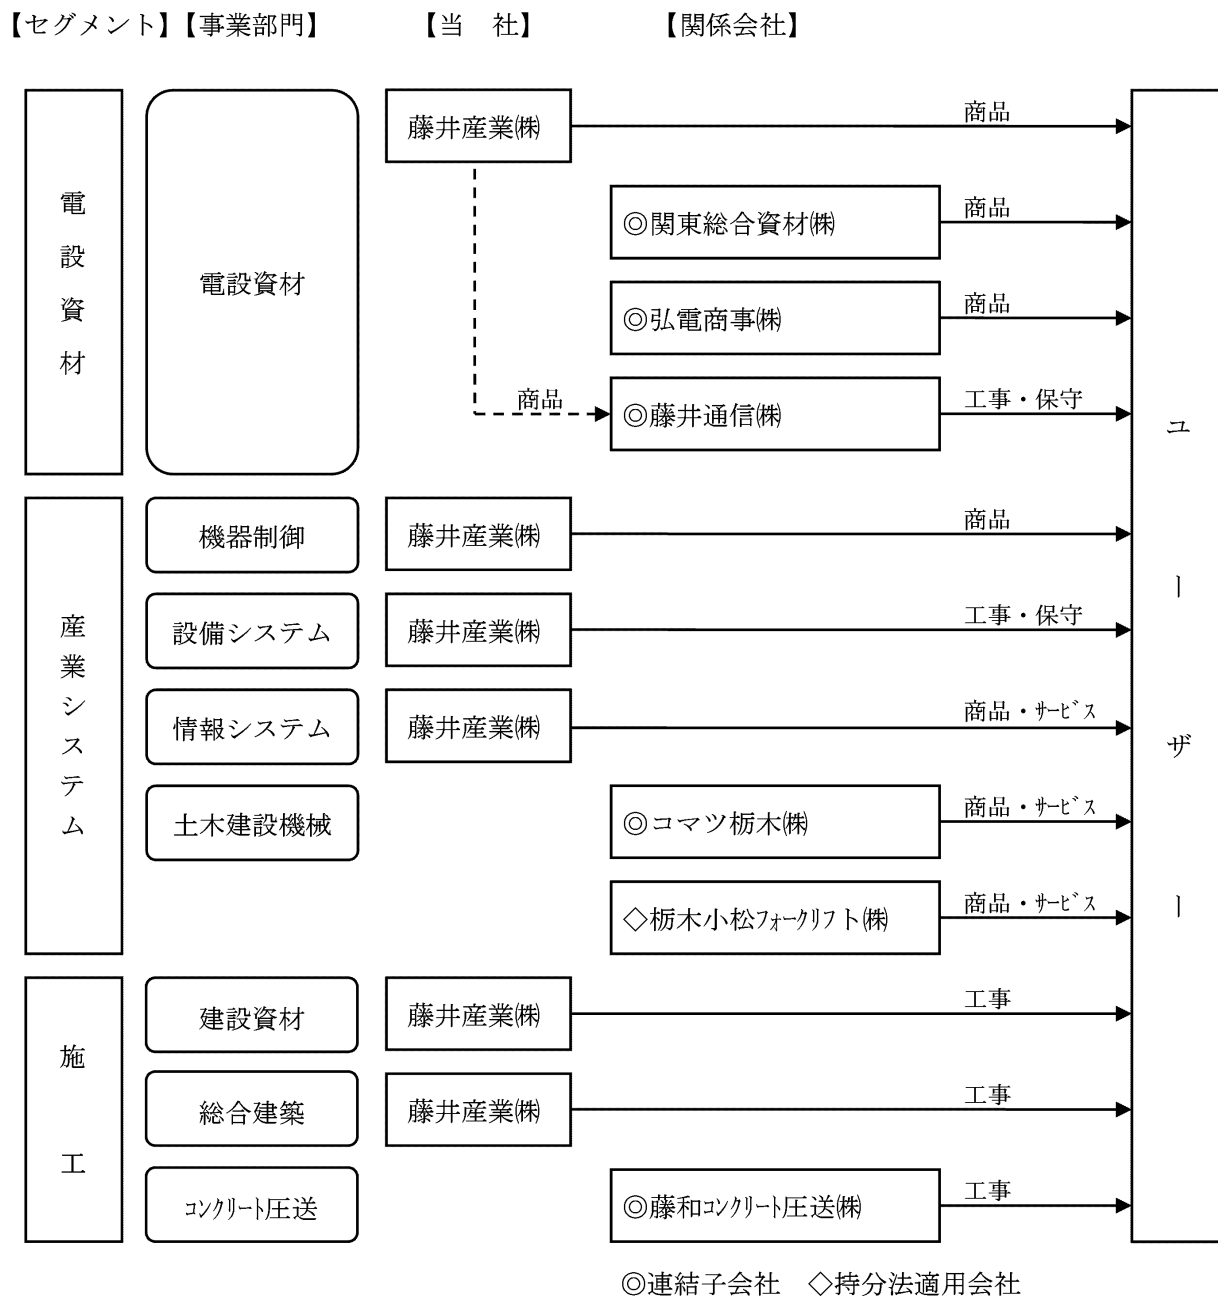 【セグメント】【事業部門】 【当　社】 【関係会社】
電設資材
電設資材
藤井産業㈱
商品
◎関東総合資材㈱
商品
◎弘電商事㈱
商品
商品
◎藤井通信㈱
工事・保守
産業システム
機器制御
藤井産業㈱
商品
設備システム
藤井産業㈱
工事・保守
情報システム
藤井産業㈱
商品・ｻｰﾋﾞｽ
土木建設機械
◎コマツ栃木㈱
商品・ｻｰﾋﾞｽ
◇栃木小松ﾌｫｰｸﾘﾌﾄ㈱
商品・ｻｰﾋﾞｽ
施工
建設資材
藤井産業㈱
工事
総合建築
藤井産業㈱
工事
ｺﾝｸﾘｰﾄ圧送
◎藤和ｺﾝｸﾘｰﾄ圧送㈱
工事
ユーザー
◎連結子会社　◇持分法適用会社